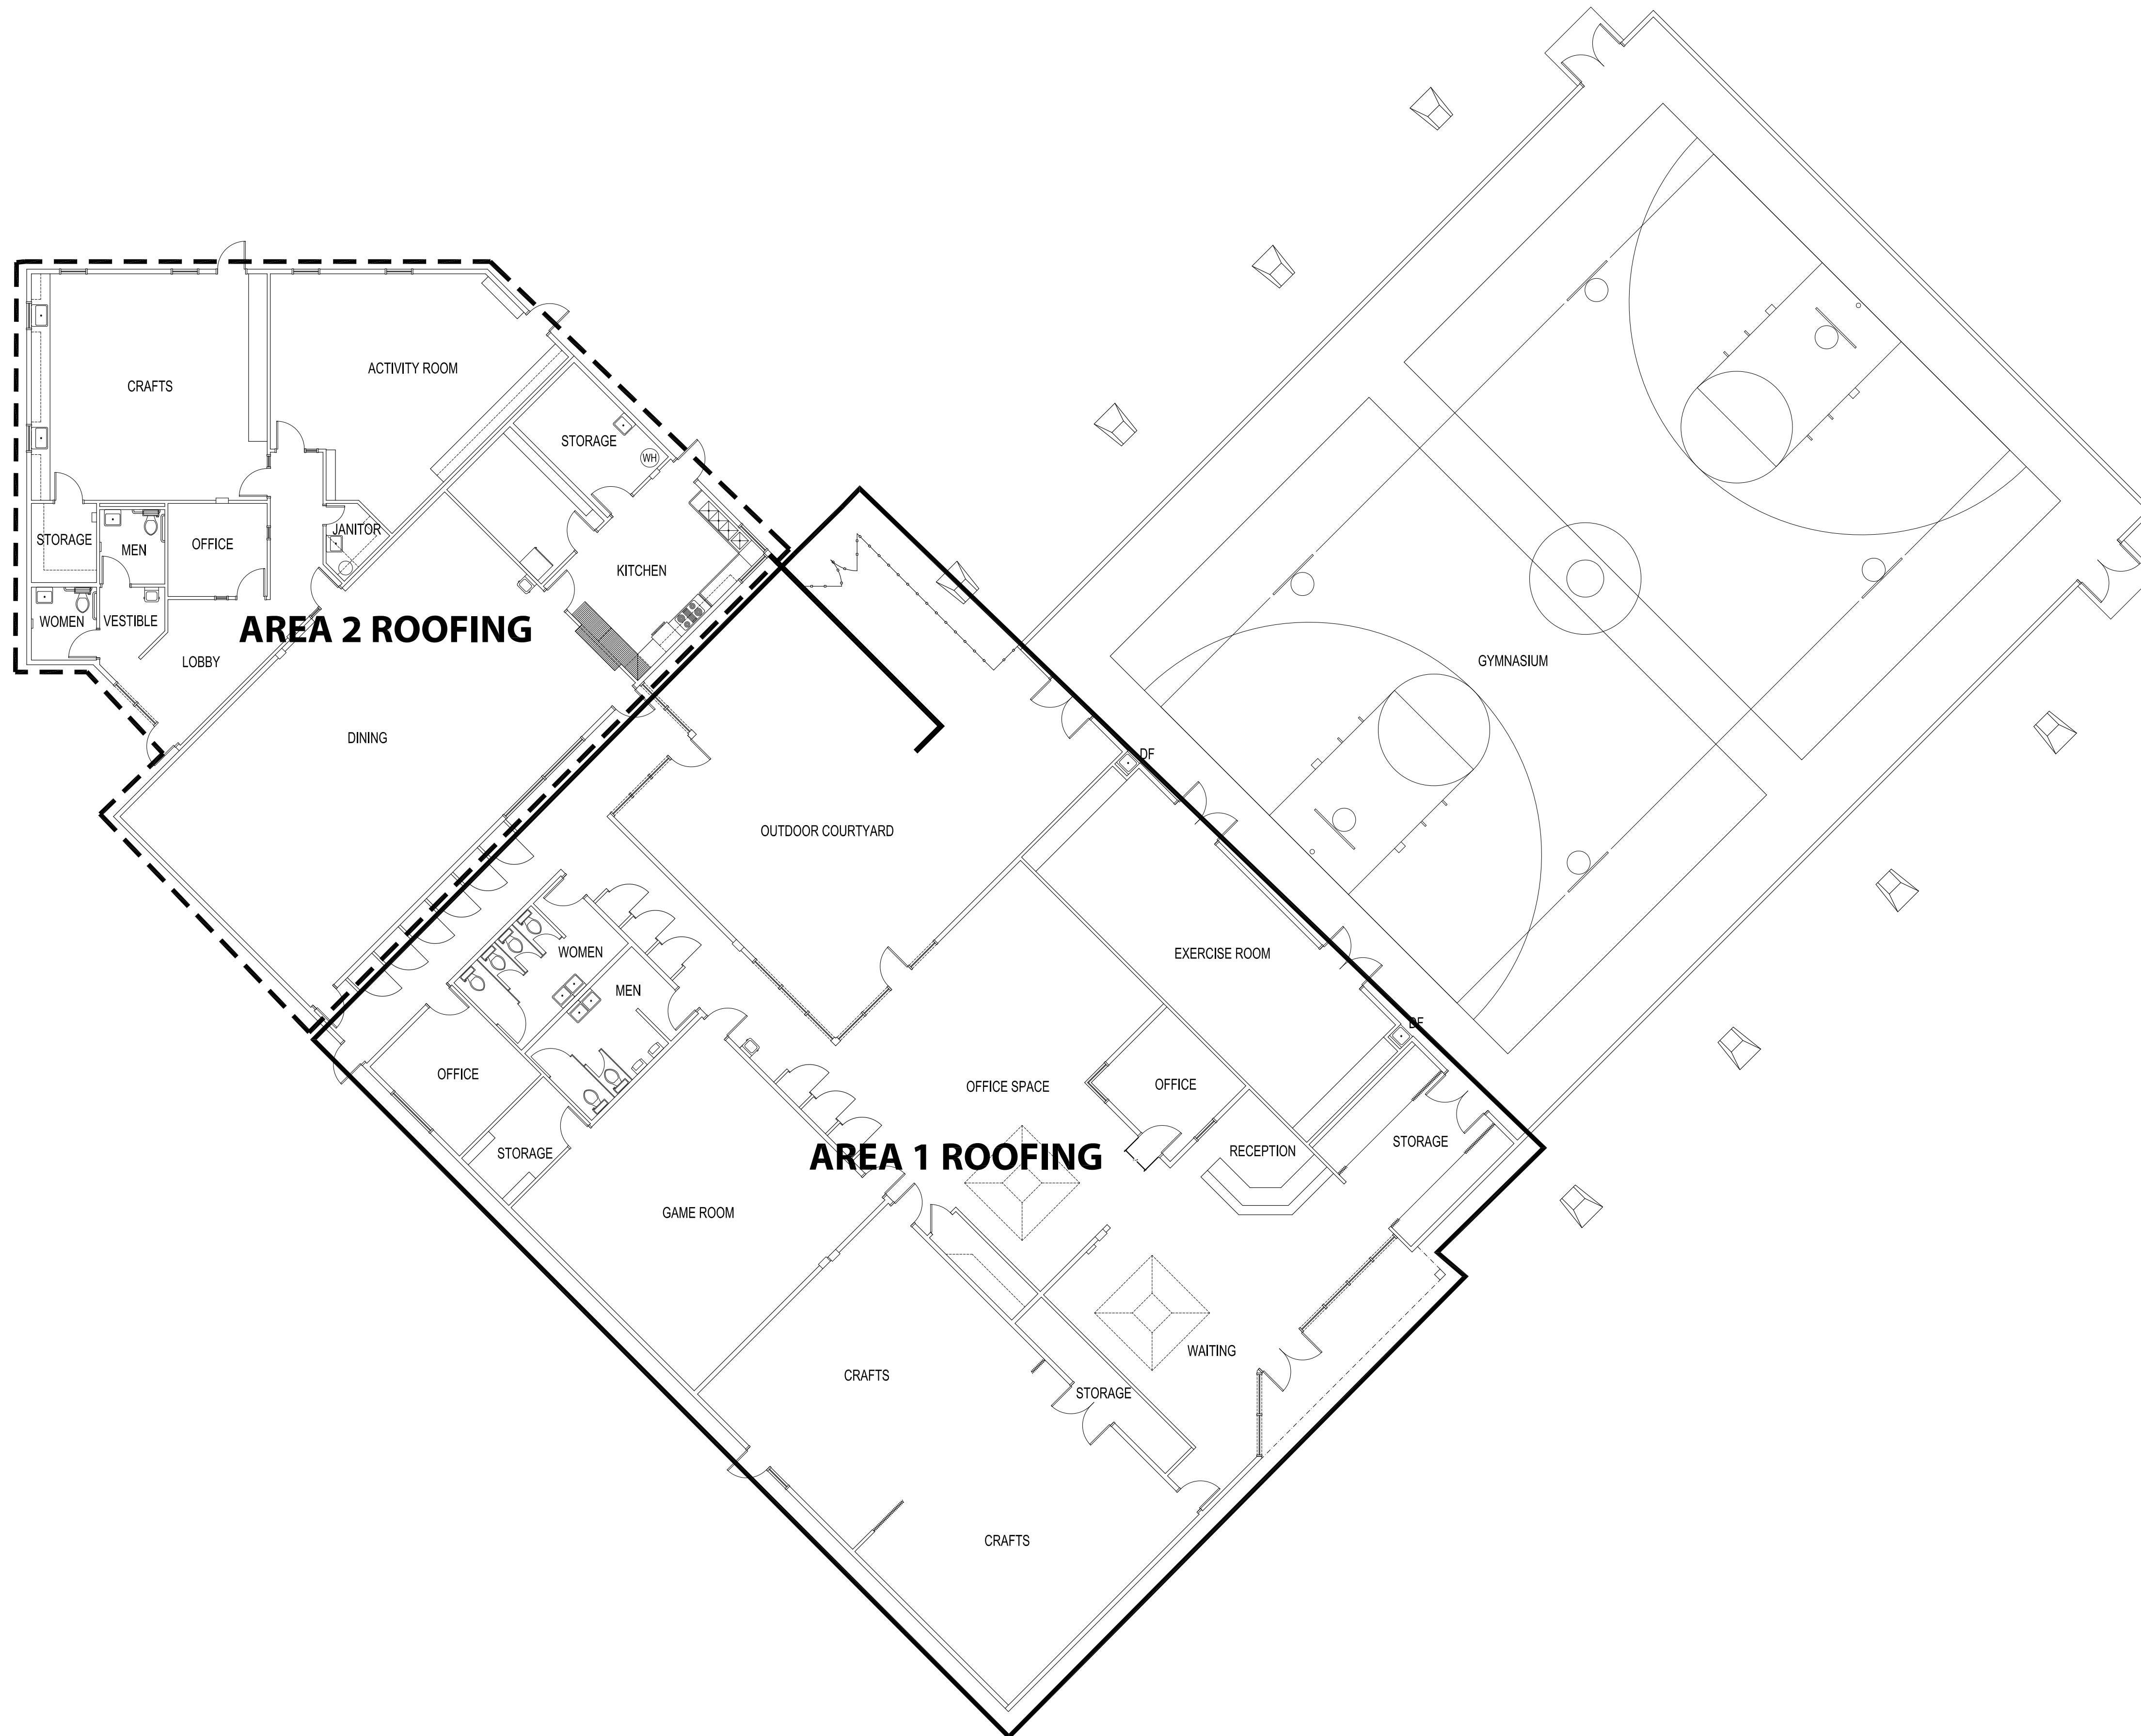 CRAFTS
ACTIVITY ROOM
STORAGE
WH
STORAGE
MEN
OFFICE
JANITOR
KITCHEN
WOMEN
VESTIBLE
AREA 2 ROOFING
LOBBY
GYMNASIUM
DINING
DF
OUTDOOR COURTYARD
WOMEN
EXERCISE ROOM
MEN
DF
OFFICE
OFFICE SPACE
OFFICE
STORAGE
AREA 1 ROOFING
RECEPTION
STORAGE
GAME ROOM
WAITING
CRAFTS
STORAGE
CRAFTS